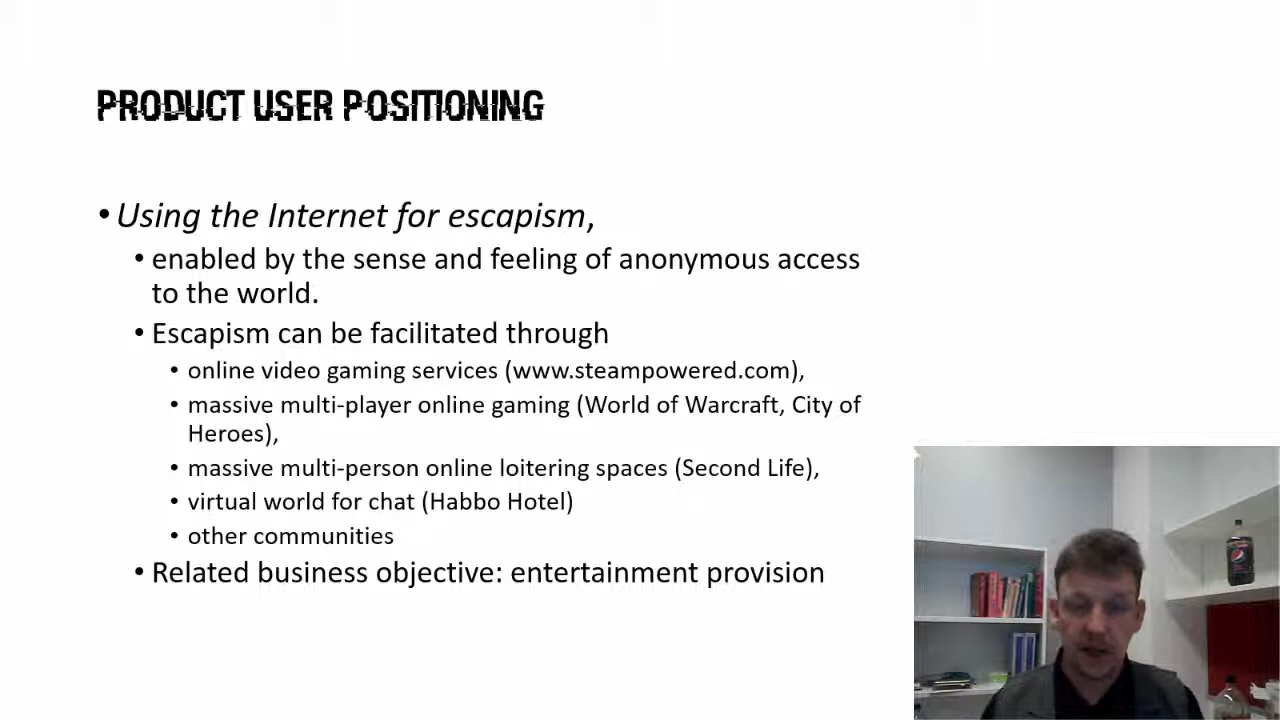 PRODUCT USER POSITIONING
• Using the Internet for escapism,
• enabled by the sense and feeling of anonymous access
to the world.
• Escapism can be facilitated through
• online video gaming services (www.steampowered.com),
• massive multi-player online gaming (World of Warcraft, City of
Heroes),
• massive multi-person online loitering spaces (Second Life),
• virtual world for chat (Habbo Hotel)
• other communities
• Related business objective: entertainment provision